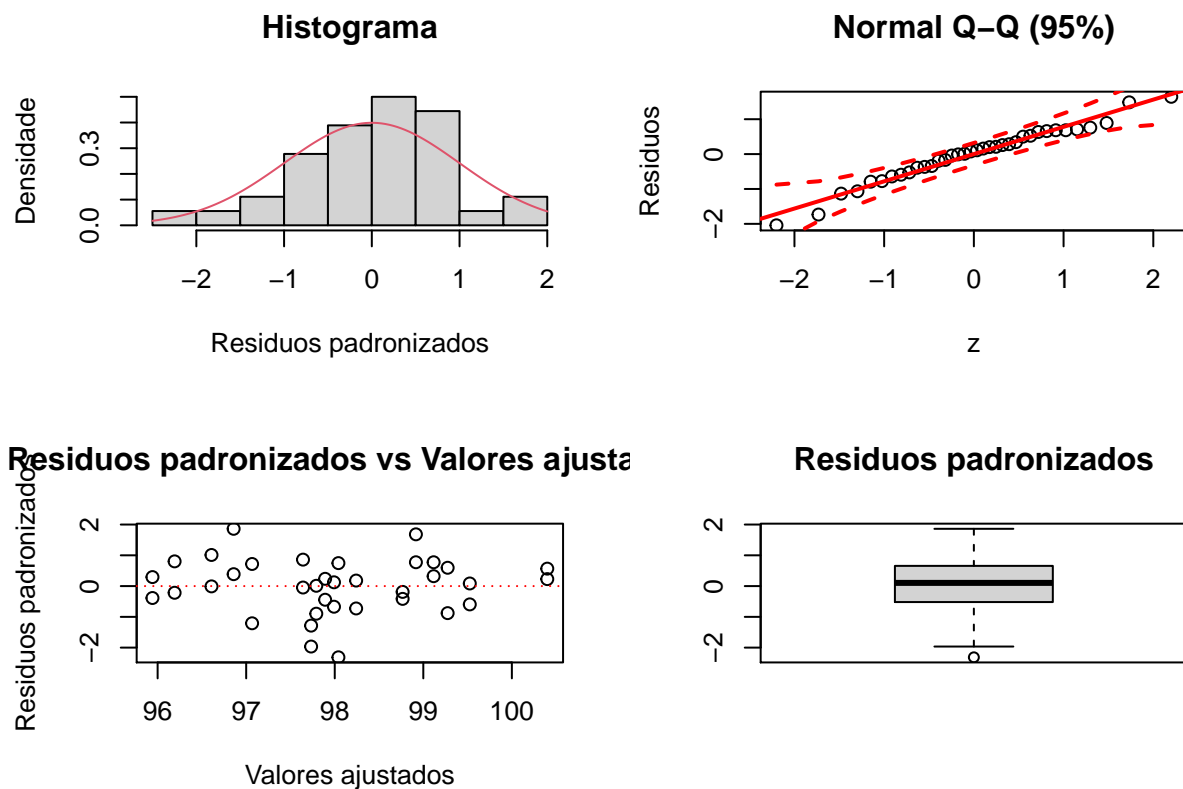 Histograma
Densidade
0.0
0.3
−2
−1
0
1
2
Residuos padronizados
Normal Q−Q (95%)
Residuos
−2
0
−2
−1
0
1
2
z
Residuos padronizados vs Valores ajusta
Residuos padronizados
−2
0
2
96
97
98
99
100
Valores ajustados
Residuos padronizados
−2
0
2